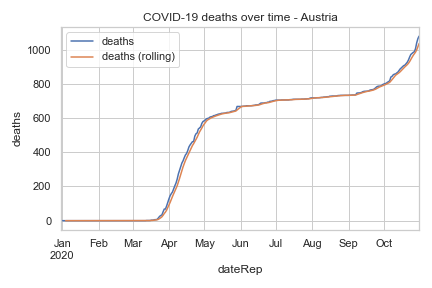 COVID-19 deaths over time - Austria
deaths
deaths (rolling)
1000
800
600
400
200
0
deaths
Jan Feb Mar Apr May Jun Jul Aug Sep Oct
2020
dateRep